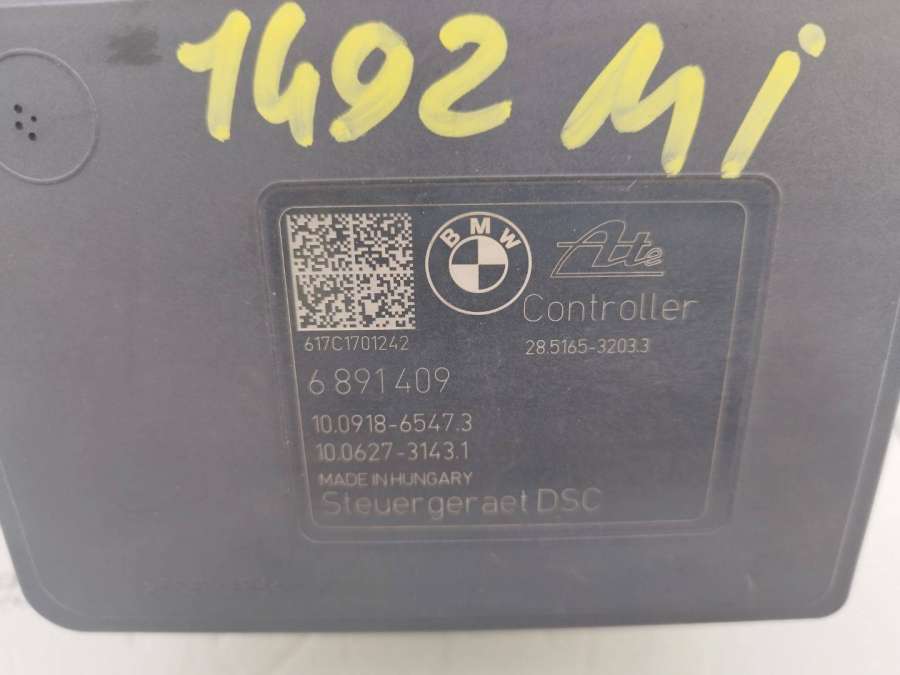 1492 Mi
BMW
Ate
Controller
617C1701242
28.5165-3203.3
6 891 409
10.0918-6547.3
10.0627-3143.1
MADE IN HUNGARY
Steuergeraet DSC